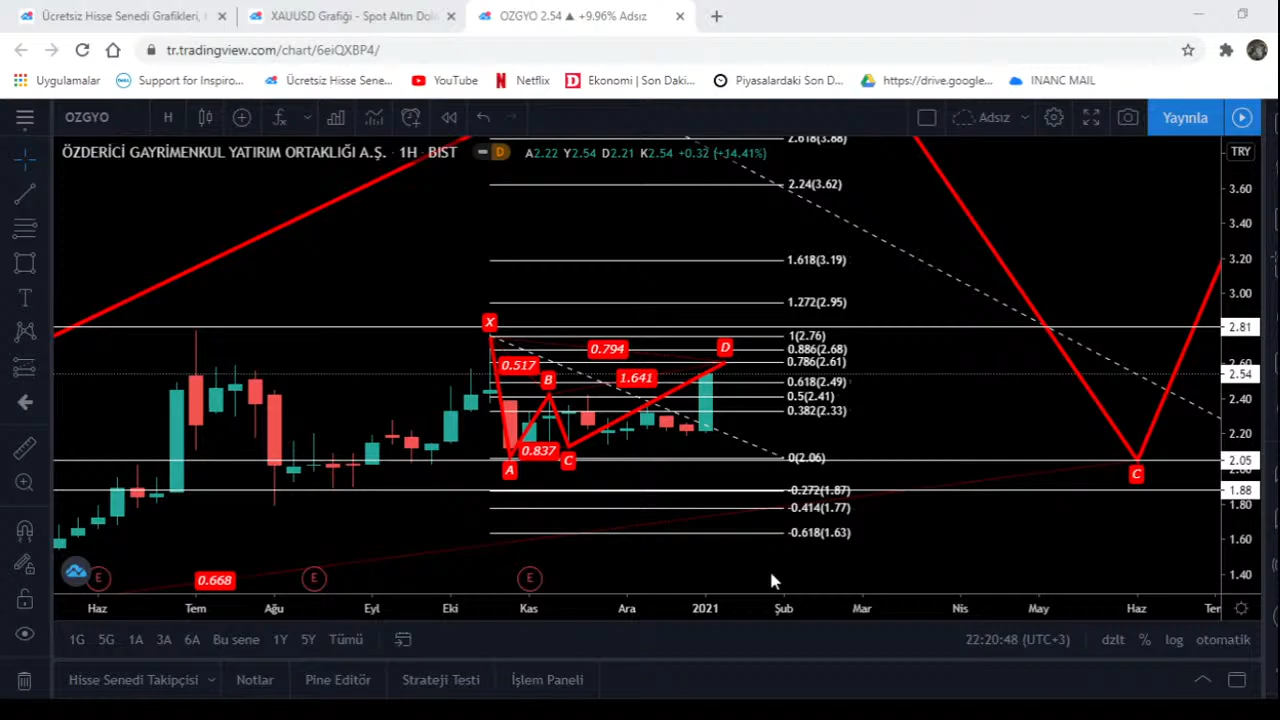 Ücretsiz Hisse Senedi Grafikleri,
XAUUSD Grafiği - Spot Altın Dol
OZGYO 2.54 ▲ +9.96% Adsız
tr.tradingview.com/chart/6eiQXBP4/
Uygulamalar
Support for Inspiro...
Ücretsiz Hisse Sene...
YouTube
Netflix
Ekonomi | Son Daki...
Piyasalardaki Son D...
https://drive.google...
INANC MAIL
OZGYO
H
Adsız
Yayınla
ÖZDERİCİ GAYRİMENKUL YATIRIM ORTAKLIĞI A.Ş. · 1H · BIST
D
A2.22 Y2.54 D2.21 K2.54 +0.32 (+14.41%)
TRY
2.618(3.88)
2.24(3.62)
1.618(3.19)
1.272(2.95)
1(2.76)
0.886(2.68)
0.786(2.61)
0.618(2.49)
0.5(2.41)
0.382(2.33)
0(2.06)
-0.272(1.87)
-0.414(1.77)
-0.618(1.63)
X
0.794
D
0.517
B
1.641
0.837
A
C
C
0.668
E
E
E
3.60
3.40
3.20
3.00
2.81
2.60
2.54
2.40
2.20
2.05
2.00
1.88
1.80
1.60
1.40
Haz
Tem
Ağu
Eyl
Eki
Kas
Ara
2021
Şub
Mar
Nis
May
Haz
Ter
1G 5G 1A 3A 6A Bu sene 1Y 5Y Tümü
22:20:48 (UTC+3)
dzlt % log otomatik
Hisse Senedi Takipçisi
Notlar
Pine Editör
Strateji Testi
İşlem Paneli